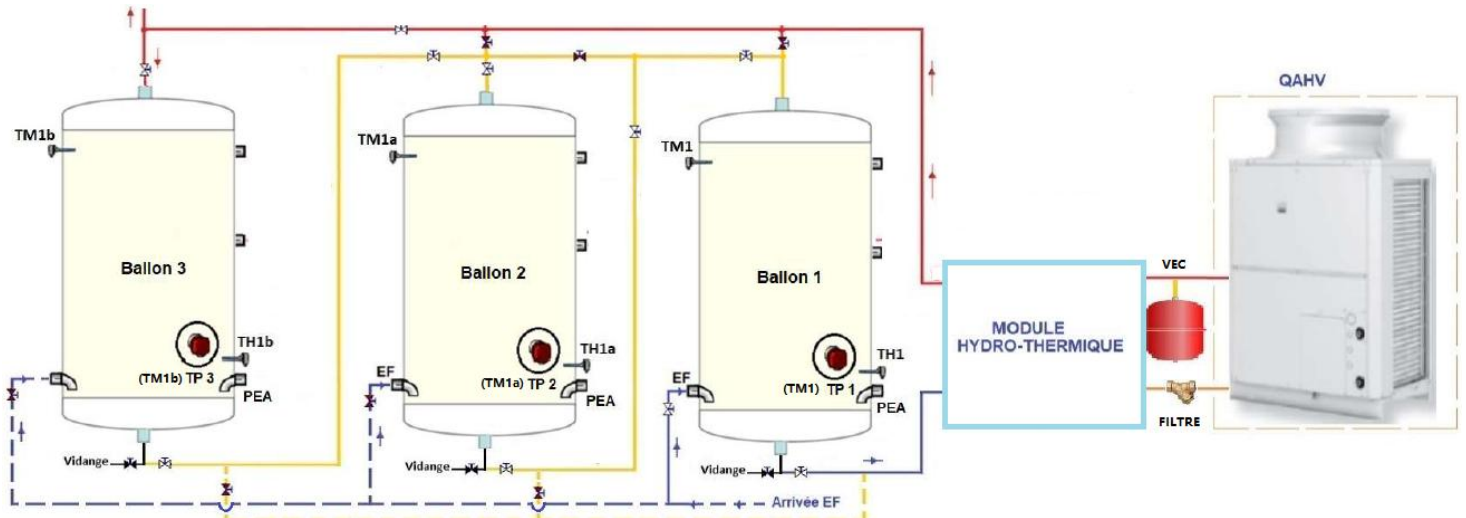 QAHV
TM1b
TM1a
TM1
VEC
Ballon 3
Ballon 2
Ballon 1
MODULE
HYDRO-THERMIQUE
TH1b
TH1a
TH1
(TM1b) TP 3
EF
(TM1a) TP 2
EF
(TM1) TP 1
PEA
PEA
PEA
FILTRE
Vidange
Vidange
Vidange
Arrivée EF